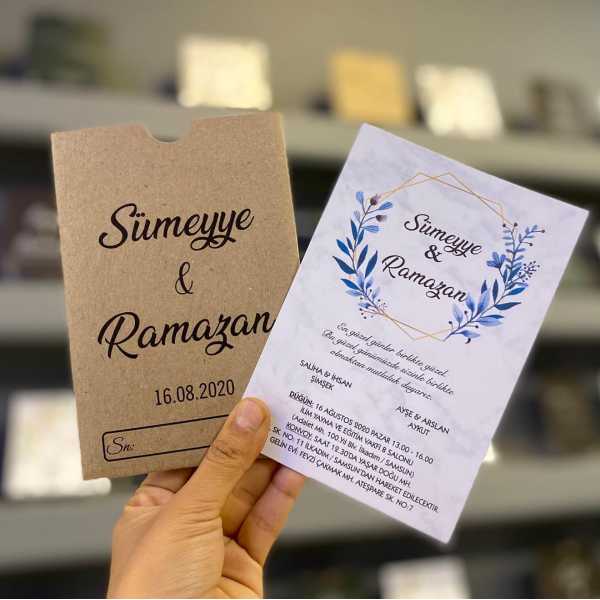 Sümeyye
&
Ramazan
16.08.2020
Sn:
Sümeyye
&
Ramazan
En güzel günler birlikte güzel.
Bu güzel günümüzde sizinle birlikte
olmaktan mutluluk duyarız.
SALİHA & İHSAN
ŞİMŞEK
AYŞE & ARSLAN
AYKUT
DÜĞÜN: 16 AĞUSTOS 2020 PAZAR 13.00 - 16.00
İLİM YAYMA VE EĞİTİM VAKFI B SALONU
(Adalet Mh. 100.Yıl Blv. İlkadım / SAMSUN)
KONVOY: SAAT 12.30'DA YAŞAR DOĞU MH.
SK. NO: 11 İLKADIM / SAMSUN'DAN HAREKET EDİLECEKTİR.
GELİN EVİ: FEVZİ ÇAKMAK MH. ATEŞPARE SK. NO:7